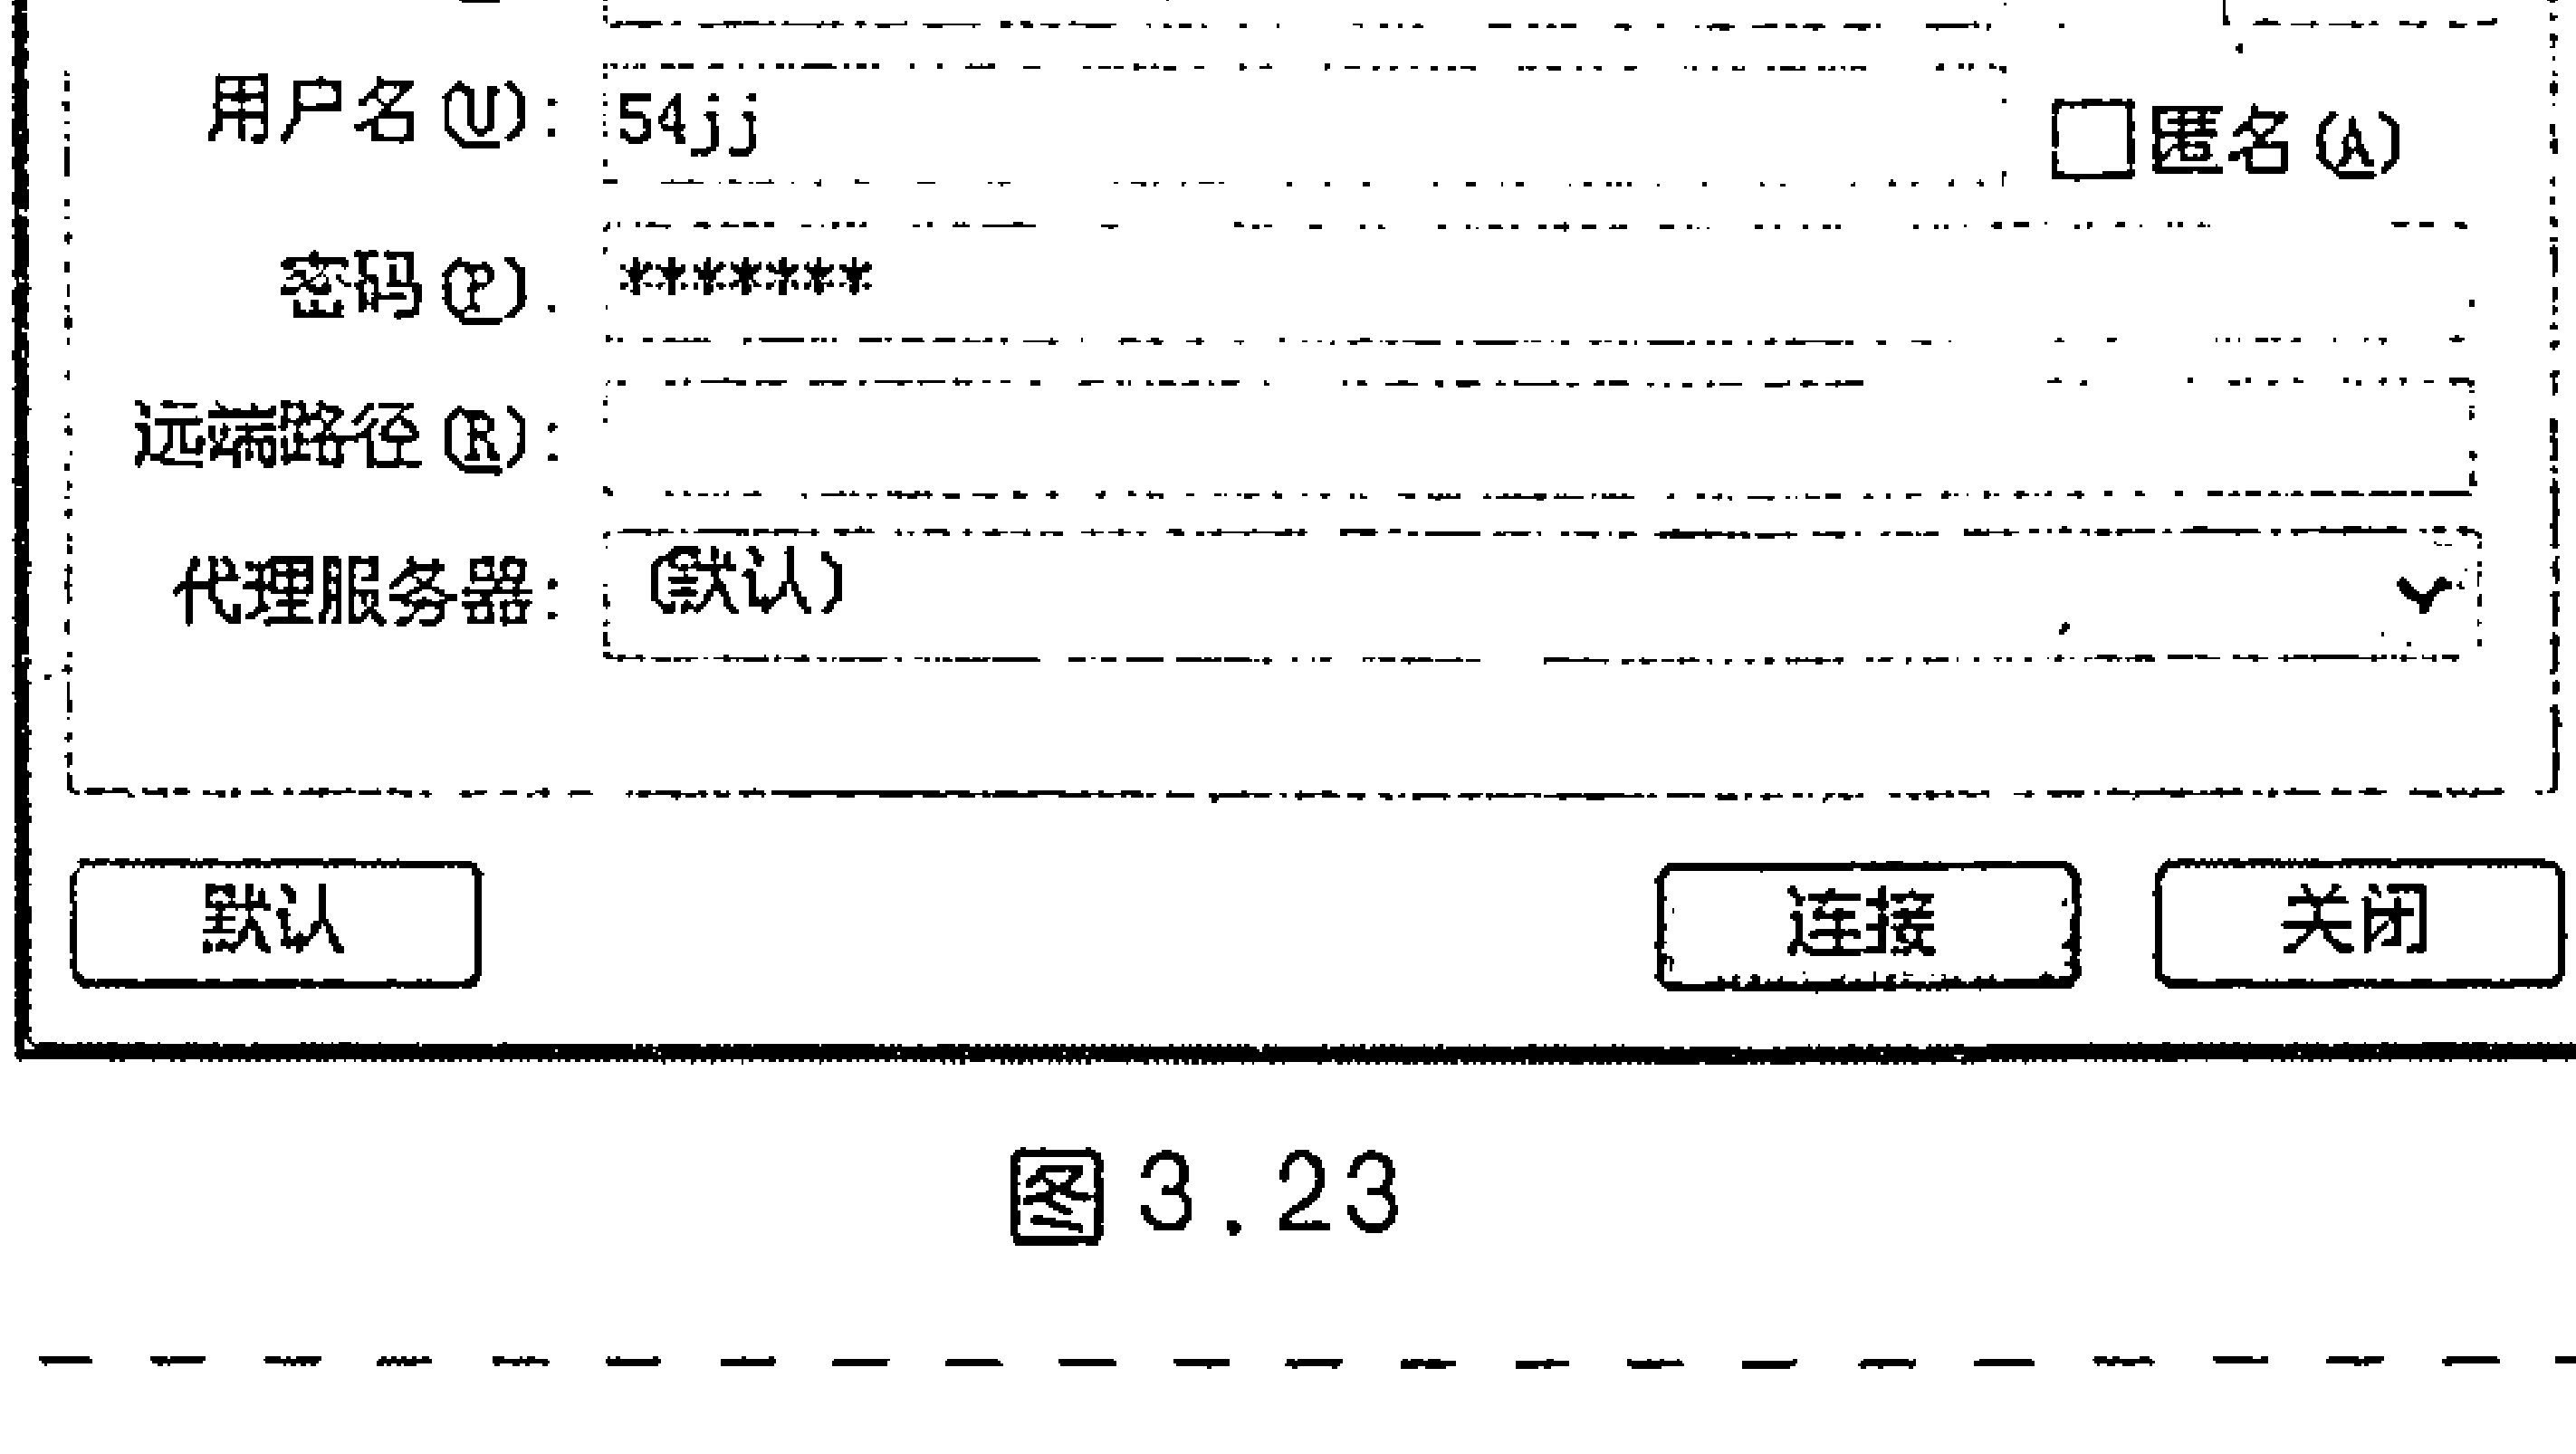 用户名(U): 54jj 匿名(A)
密码(P). *******
远端路径(R):
代理服务器: (默认)
默认 连接 关闭
图3.23